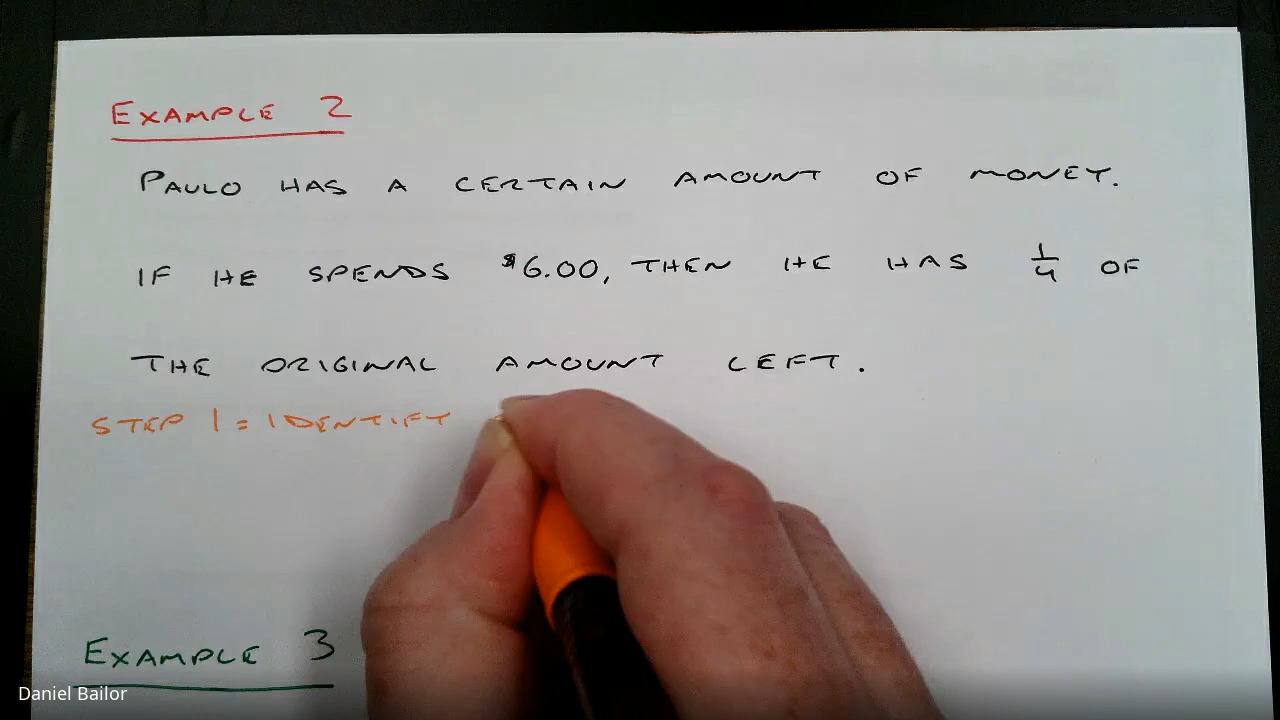 EXAMPLE 2
PAULO HAS A CERTAIN AMOUNT OF MONEY.
IF HE SPENDS $6.00, THEN HE HAS 1/4 OF
THE ORIGINAL AMOUNT LEFT.
STEP 1 = IDENTIFY
EXAMPLE 3
Daniel Bailor